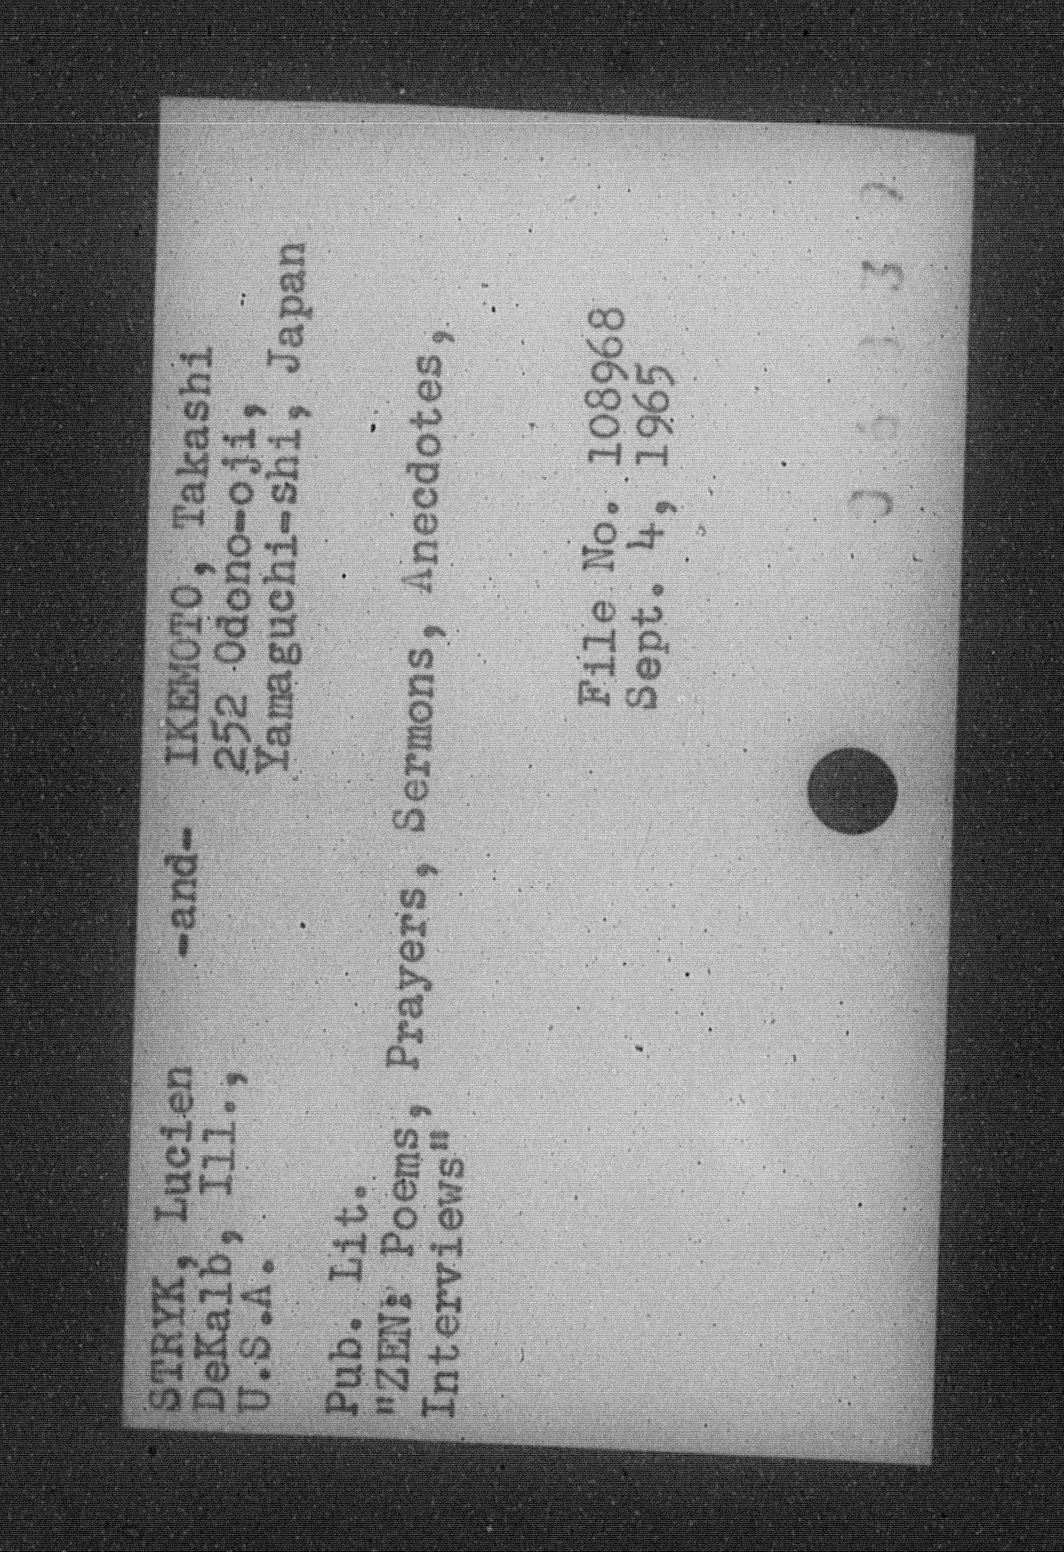 STRYK, Lucien -and- IKEMOTO, Takashi
DeKalb, Ill., 252 Odono-oji,
U.S.A. Yamaguchi-shi, Japan
Pub. Lit.
"ZEN: Poems, Prayers, Sermons, Anecdotes,
Interviews"
File No. 108968
Sept. 4, 1965